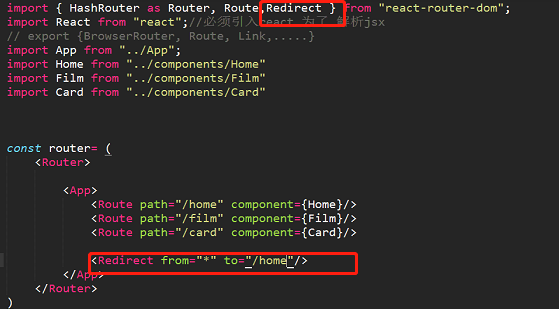 import { HashRouter as Router, Route,Redirect } from "react-router-dom";
import React from "react";//必须引入react 为了 解析jsx
// export {BrowserRouter, Route, Link,.....}
import App from "../App";
import Home from "../components/Home"
import Film from "../components/Film"
import Card from "../components/Card"
const router= (
<Router>
<App>
<Route path="/home" component={Home}/>
<Route path="/film" component={Film}/>
<Route path="/card" component={Card}/>
<Redirect from="*" to="/home"/>
</App>
</Router>
)